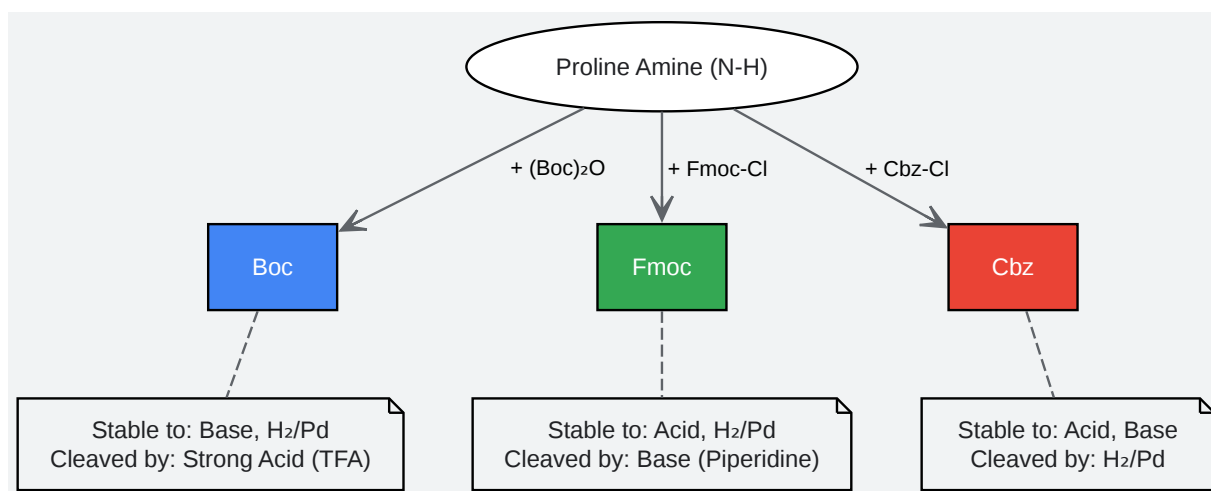 Proline Amine (N-H)
+ (Boc)₂O
+ Fmoc-Cl
+ Cbz-Cl
Boc
Fmoc
Cbz
Stable to: Base, H₂/Pd
Cleaved by: Strong Acid (TFA)
Stable to: Acid, H₂/Pd
Cleaved by: Base (Piperidine)
Stable to: Acid, Base
Cleaved by: H₂/Pd